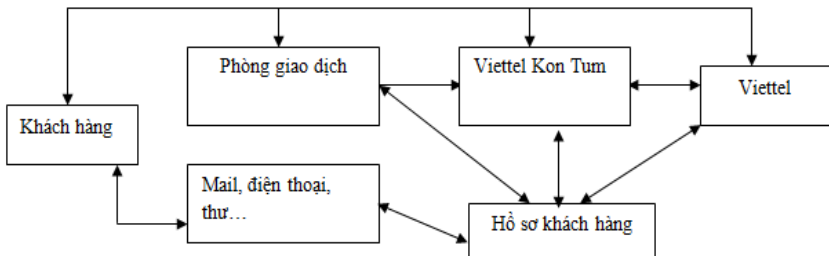 Phòng giao dịch
Viettel Kon Tum
Viettel
Khách hàng
Mail, điện thoại,
thư…
Hồ sơ khách hàng